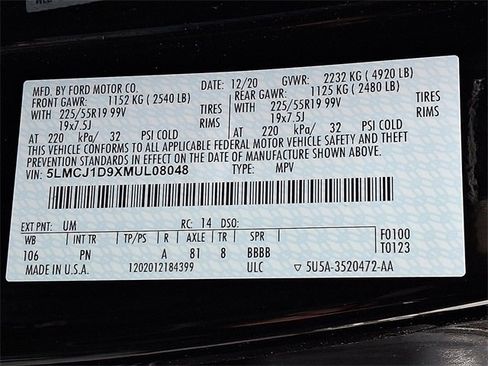 MFD. BY FORD MOTOR CO. DATE: 12/20 GVWR: 2232 KG (4920 LB)
FRONT GAWR: 1152 KG (2540 LB) REAR GAWR: 1125 KG (2480 LB)
WITH TIRES WITH TIRES
225/55R19 99V 225/55R19 99V
19x7.5J RIMS 19x7.5J RIMS
AT 220 kPa/ 32 PSI COLD AT 220 kPa/ 32 PSI COLD
THIS VEHICLE CONFORMS TO ALL APPLICABLE FEDERAL MOTOR VEHICLE SAFETY AND THEFT
PREVENTION STANDARDS IN EFFECT ON THE DATE OF MANUFACTURE SHOWN ABOVE.
VIN: 5LMCJ1D9XMUL08048 TYPE: MPV
EXT PNT: UM RC: 14 DSO:
WB INT TR TP/PS R AXLE TR SPR F0100
106 PN A 81 8 BBBB T0123
MADE IN U.S.A. 1202012184399 ULC ▽ 5U5A-3520472-AA